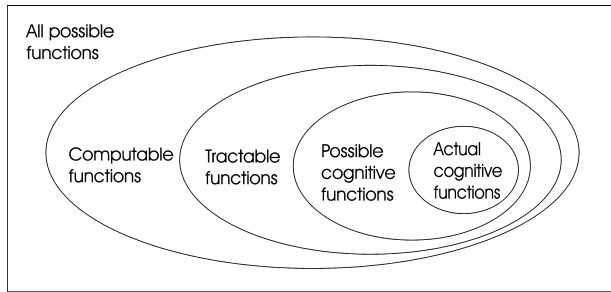 All possible
functions
Computable
functions
Tractable
functions
Possible
cognitive
functions
Actual
cognitive
functions